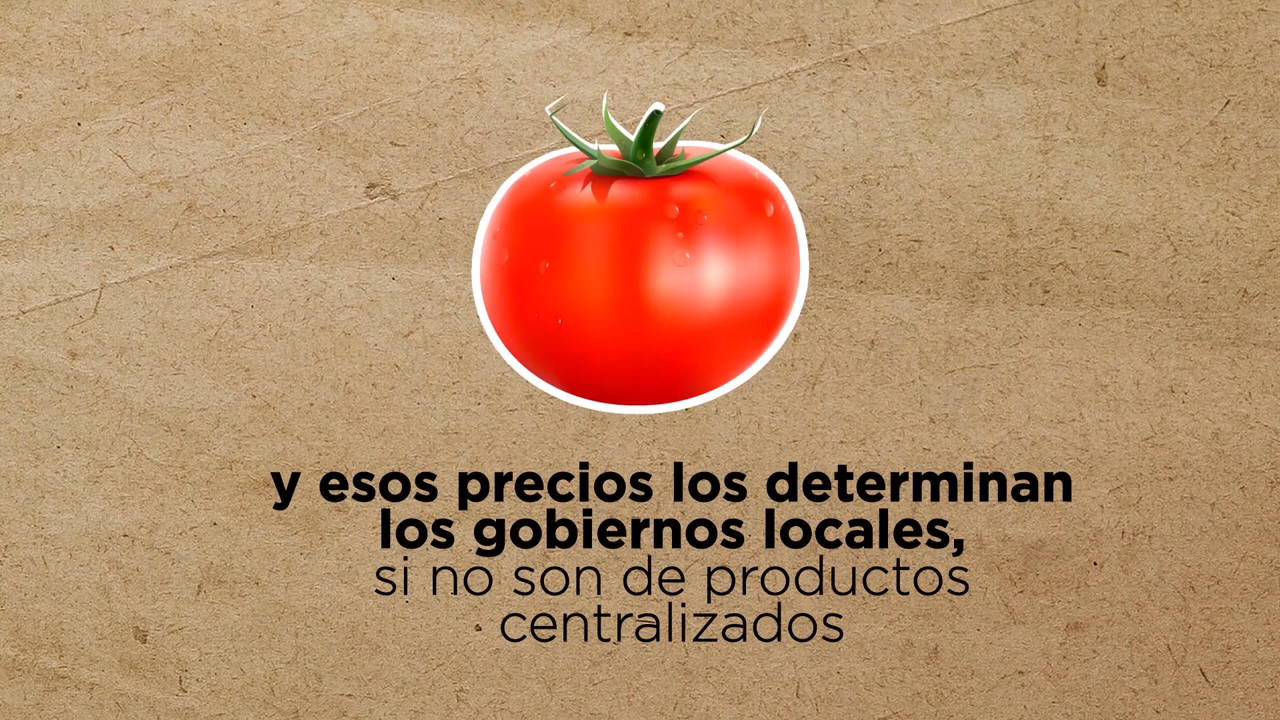 y esos precios los determinan
los gobiernos locales,
si no son de productos
centralizados